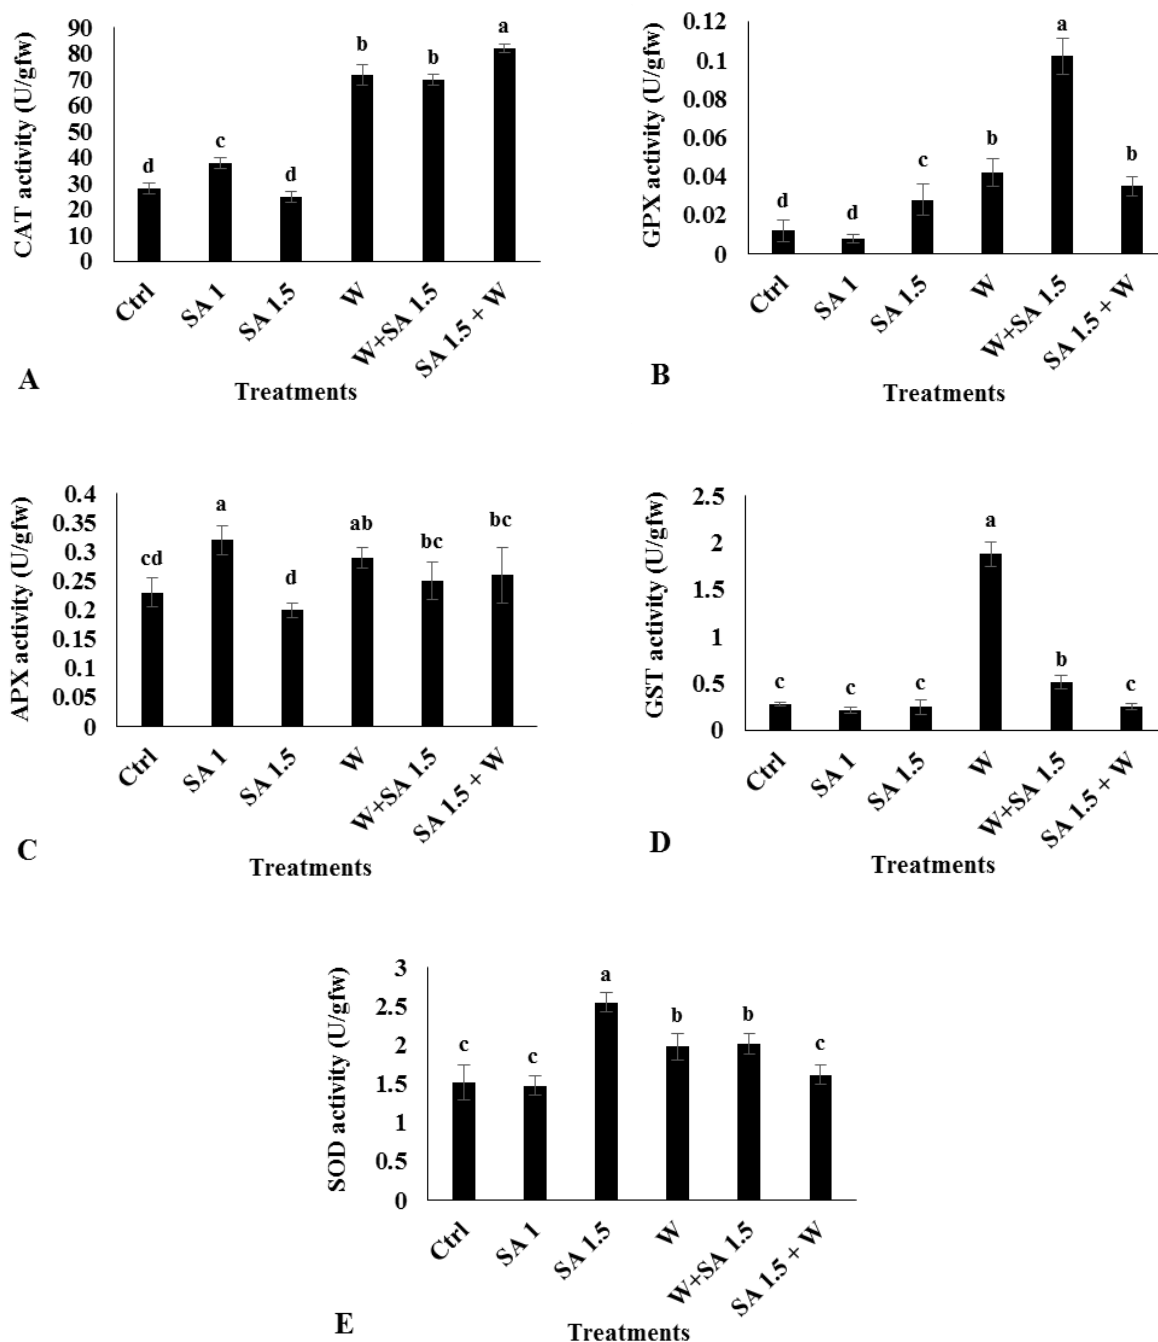 CAT activity (U/gfw)
90
80
70
60
50
40
30
20
10
0
d
c
d
b
b
a
Ctrl
SA 1
SA 1.5
W
W+SA 1.5
SA 1.5 + W
A
Treatments
GPX activity (U/gfw)
0.12
0.1
0.08
0.06
0.04
0.02
0
d
d
c
b
a
b
Ctrl
SA 1
SA 1.5
W
W+SA 1.5
SA 1.5 + W
B
Treatments
APX activity (U/gfw)
0.4
0.35
0.3
0.25
0.2
0.15
0.1
0.05
0
cd
a
d
ab
bc
bc
Ctrl
SA 1
SA 1.5
W
W+SA 1.5
SA 1.5 + W
C
Treatments
GST activity (U/gfw)
2.5
2
1.5
1
0.5
0
c
c
c
a
b
c
Ctrl
SA 1
SA 1.5
W
W+SA 1.5
SA 1.5 + W
D
Treatments
SOD activity (U/gfw)
3
2.5
2
1.5
1
0.5
0
c
c
a
b
b
c
Ctrl
SA 1
SA 1.5
W
W+SA 1.5
SA 1.5 + W
E
Treatments